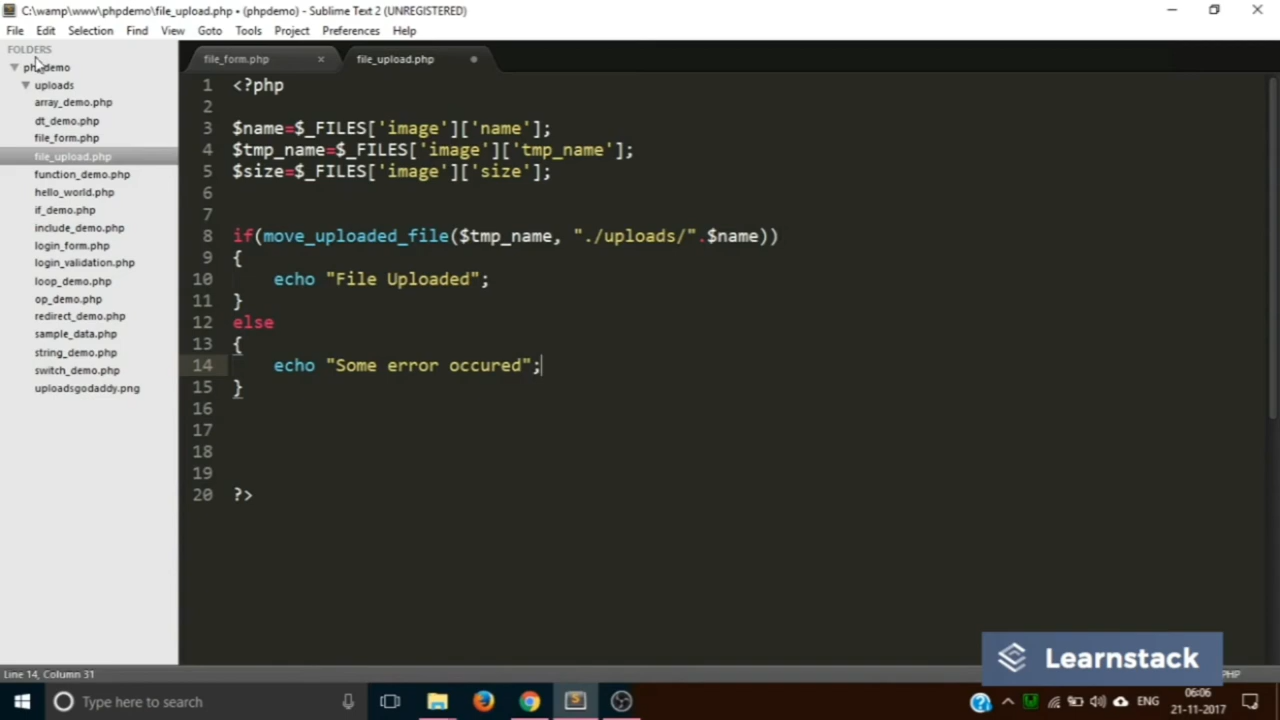 C:\wamp\www\phpdemo\file_upload.php • (phpdemo) - Sublime Text 2 (UNREGISTERED)
File Edit Selection Find View Goto Tools Project Preferences Help
FOLDERS
phpdemo
uploads
array_demo.php
dt_demo.php
file_form.php
file_upload.php
function_demo.php
hello_world.php
if_demo.php
include_demo.php
login_form.php
login_validation.php
loop_demo.php
op_demo.php
redirect_demo.php
sample_data.php
string_demo.php
switch_demo.php
uploadsgodaddy.png
file_form.php × file_upload.php
1 <?php
2
3 $name=$_FILES['image']['name'];
4 $tmp_name=$_FILES['image']['tmp_name'];
5 $size=$_FILES['image']['size'];
6
7
8 if(move_uploaded_file($tmp_name, "./uploads/".$name))
9 {
10 echo "File Uploaded";
11 }
12 else
13 {
14 echo "Some error occured";
15 }
16
17
18
19
20 ?>
Learnstack
Line 14, Column 31
PHP
Type here to search
ENG
06:06
21-11-2017